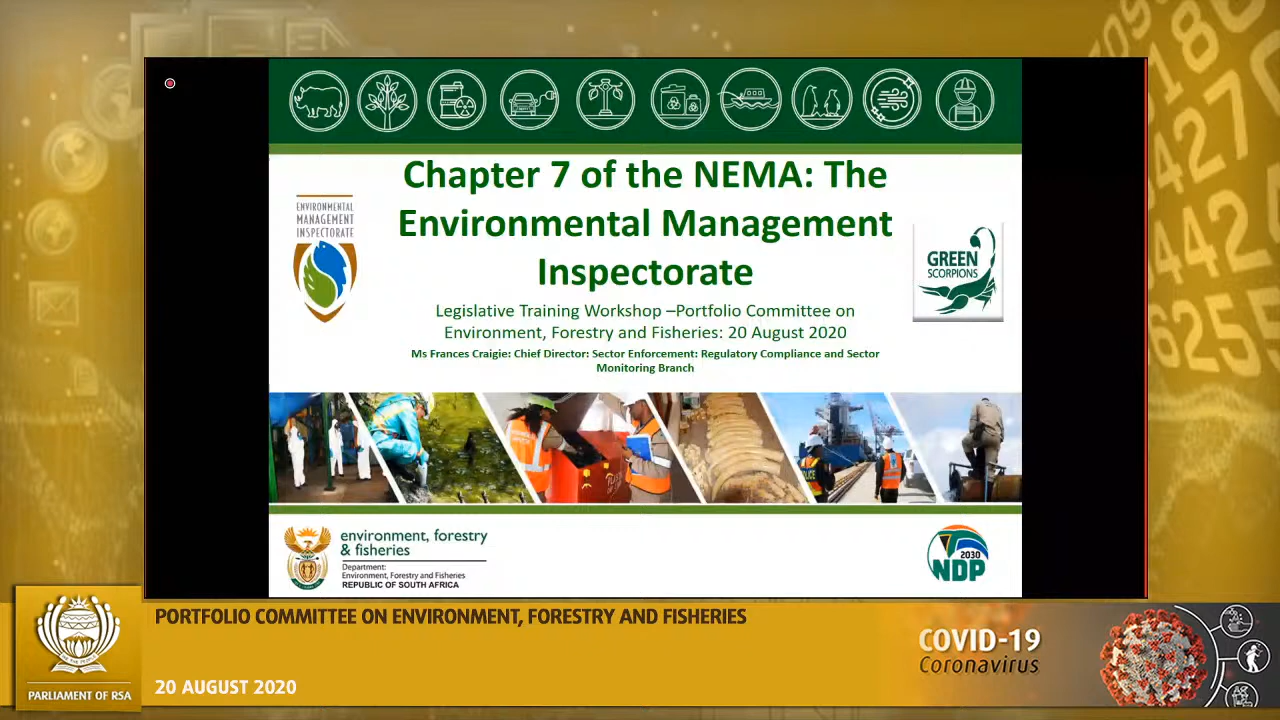 Chapter 7 of the NEMA: The
Environmental Management
Inspectorate
ENVIRONMENTAL
MANAGEMENT
INSPECTORATE
GREEN
SCORPIONS
Legislative Training Workshop –Portfolio Committee on
Environment, Forestry and Fisheries: 20 August 2020
Ms Frances Craigie: Chief Director: Sector Enforcement: Regulatory Compliance and Sector
Monitoring Branch
POLICE
environment, forestry
& fisheries
Department:
Environment, Forestry and Fisheries
REPUBLIC OF SOUTH AFRICA
2030
NDP
PORTFOLIO COMMITTEE ON ENVIRONMENT, FORESTRY AND FISHERIES
20 AUGUST 2020
PARLIAMENT OF RSA
COVID-19
Coronavirus